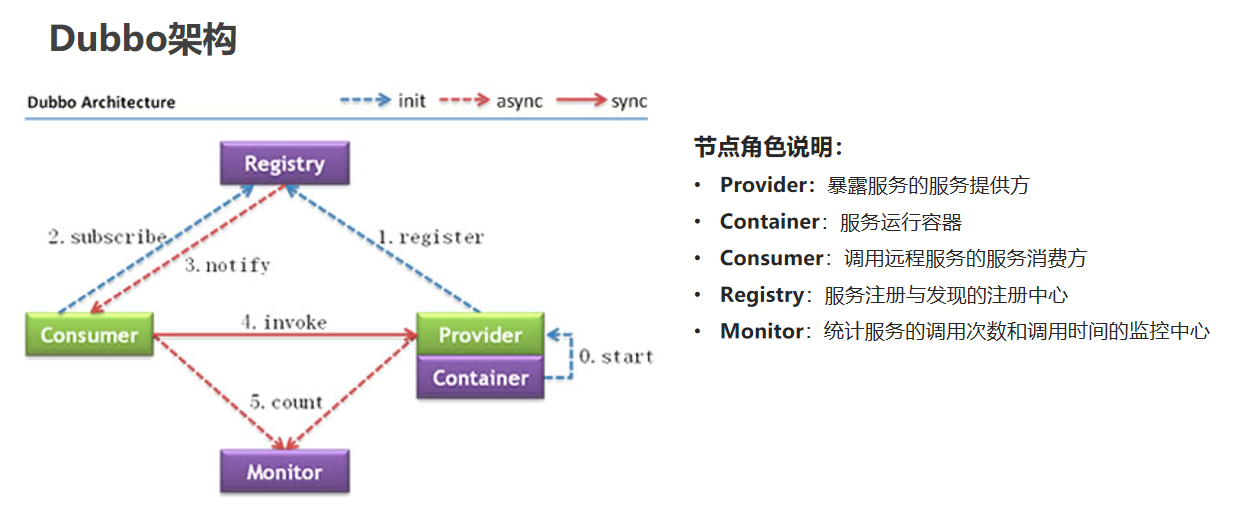 Dubbo架构
Dubbo Architecture
init
async
sync
Registry
2.subscribe
1.register
3.notify
Consumer
4.invoke
Provider
0.start
Container
5.count
Monitor
节点角色说明：
• Provider：暴露服务的服务提供方
• Container：服务运行容器
• Consumer：调用远程服务的服务消费方
• Registry：服务注册与发现的注册中心
• Monitor：统计服务的调用次数和调用时间的监控中心